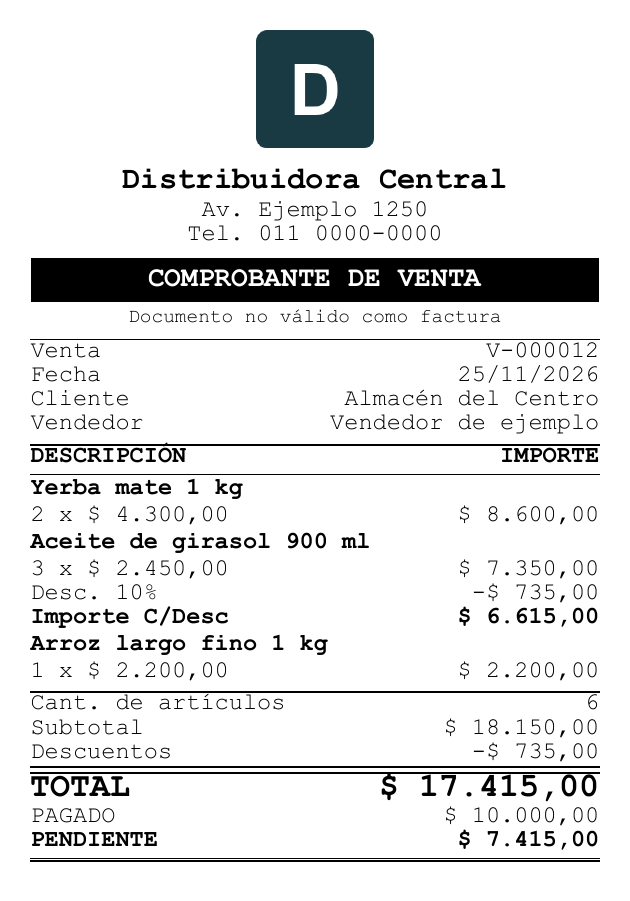 D
Distribuidora Central
Av. Ejemplo 1250
Tel. 011 0000-0000
COMPROBANTE DE VENTA
Documento no válido como factura
Venta V-000012
Fecha 25/11/2026
Cliente Almacén del Centro
Vendedor Vendedor de ejemplo
DESCRIPCIÓN IMPORTE
Yerba mate 1 kg
2 x $ 4.300,00 $ 8.600,00
Aceite de girasol 900 ml
3 x $ 2.450,00 $ 7.350,00
Desc. 10% -$ 735,00
Importe C/Desc $ 6.615,00
Arroz largo fino 1 kg
1 x $ 2.200,00 $ 2.200,00
Cant. de artículos 6
Subtotal $ 18.150,00
Descuentos -$ 735,00
TOTAL $ 17.415,00
PAGADO $ 10.000,00
PENDIENTE $ 7.415,00